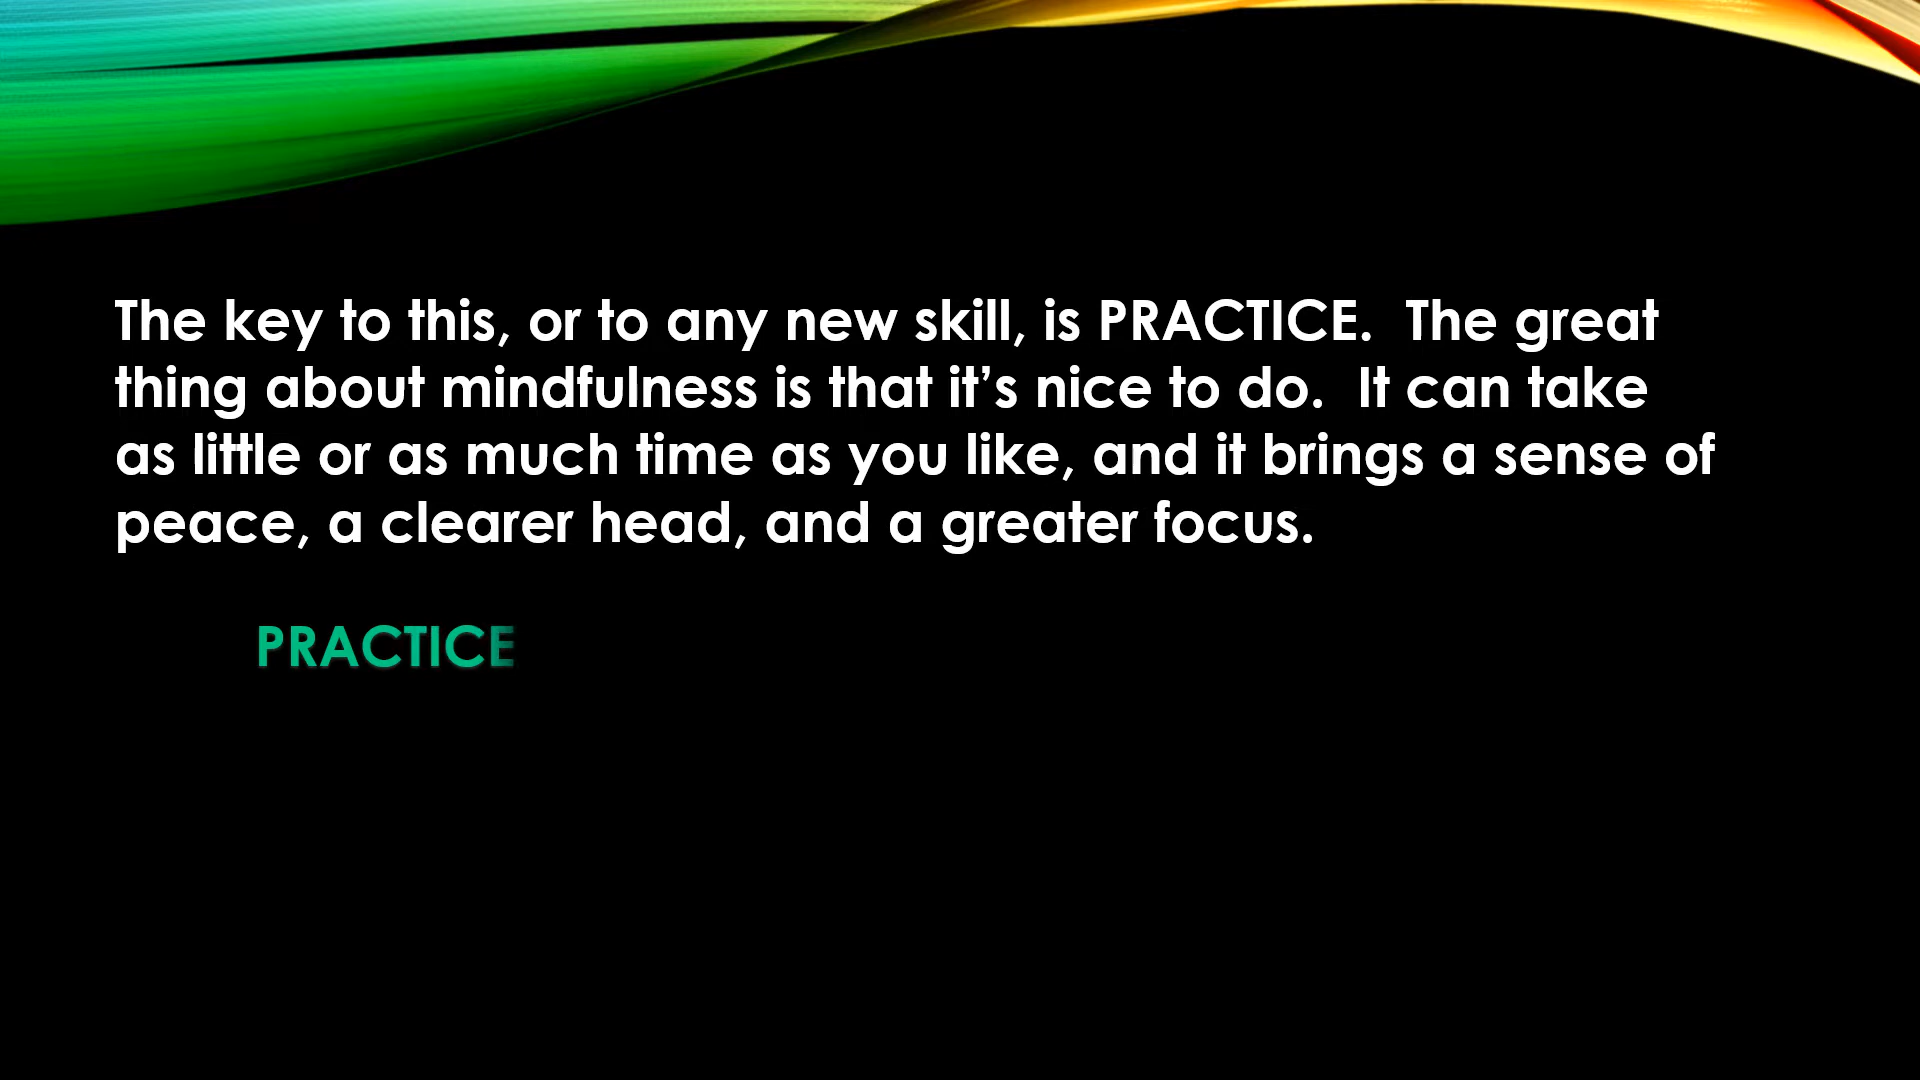 The key to this, or to any new skill, is PRACTICE.  The great
thing about mindfulness is that it’s nice to do.  It can take
as little or as much time as you like, and it brings a sense of
peace, a clearer head, and a greater focus.
PRACTICE